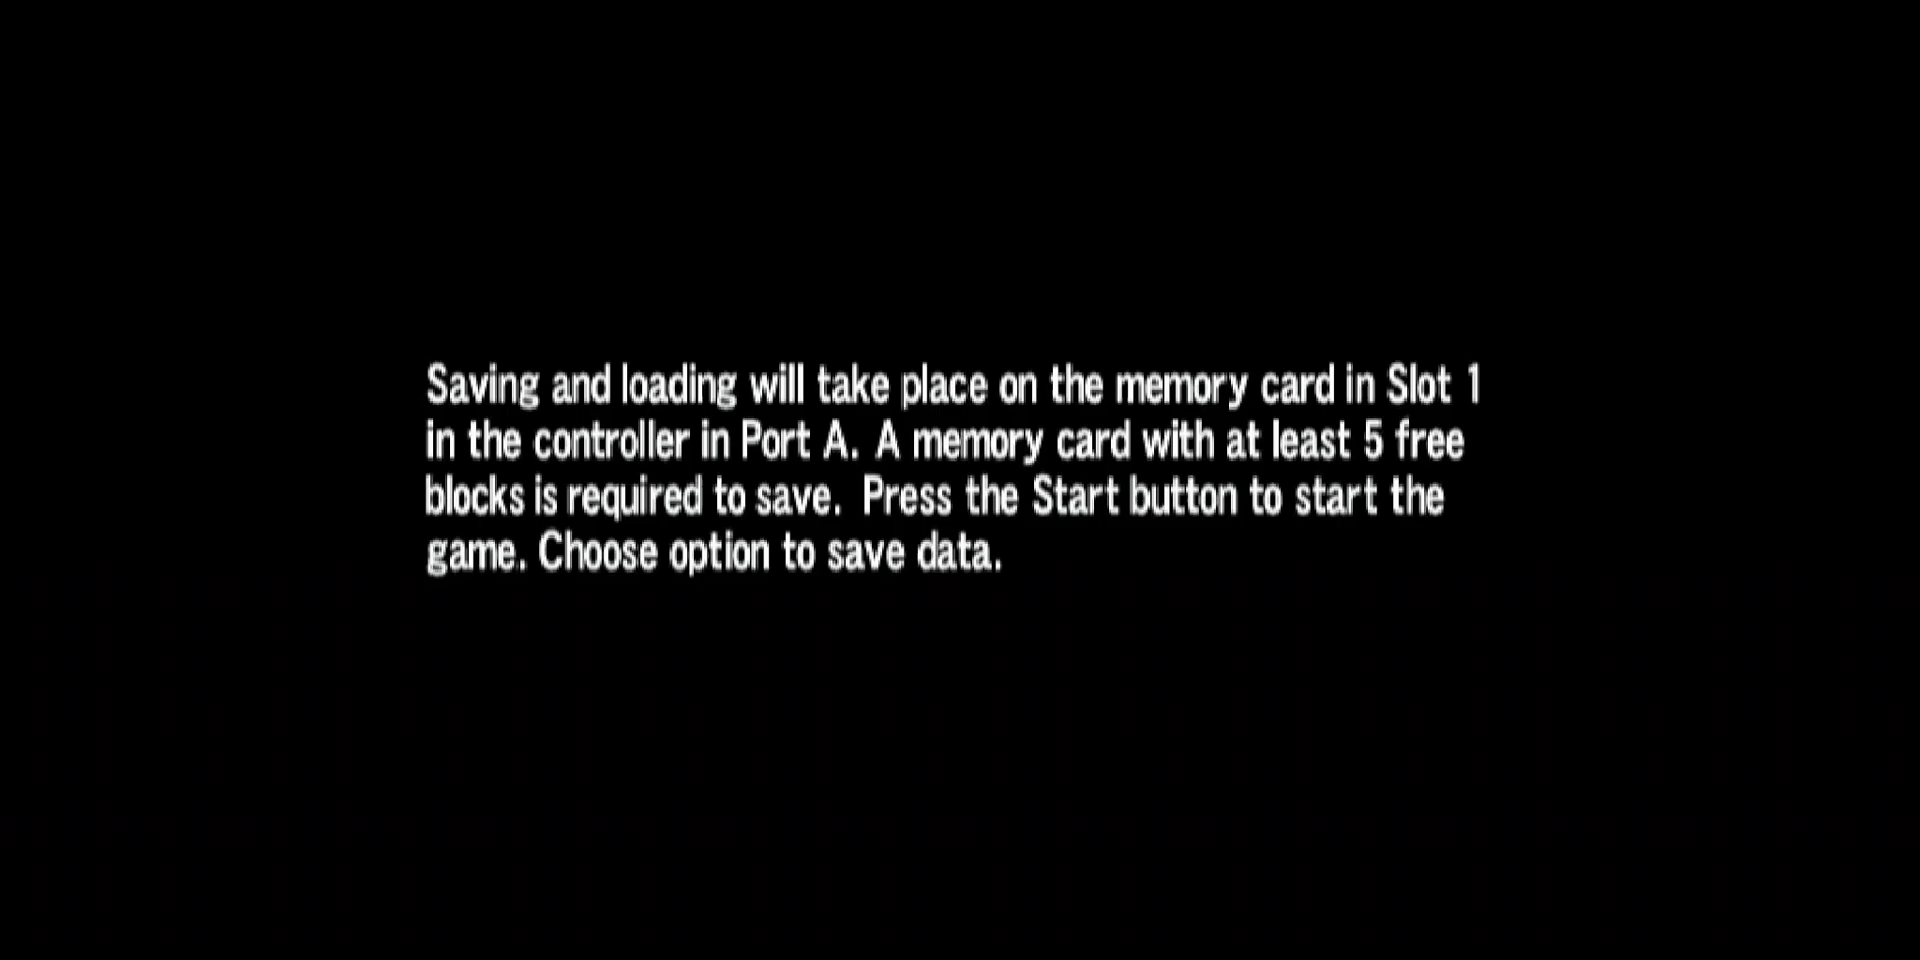 Saving and loading will take place on the memory card in Slot 1
in the controller in Port A. A memory card with at least 5 free
blocks is required to save. Press the Start button to start the
game. Choose option to save data.